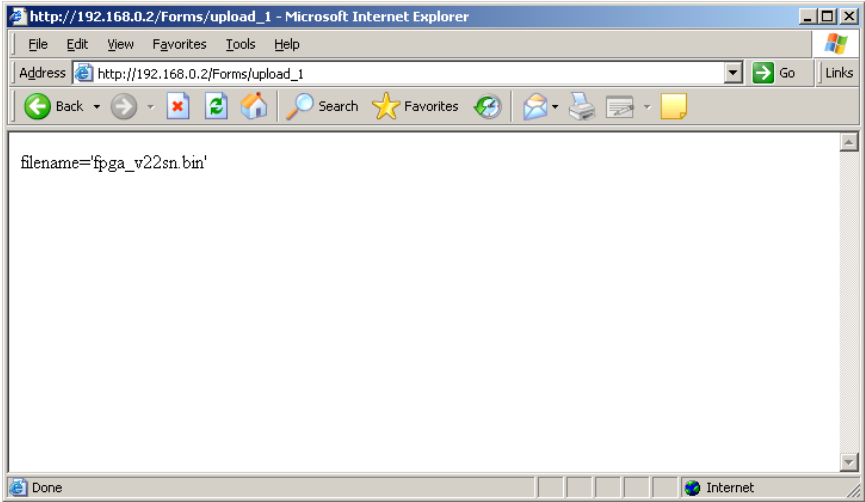 http://192.168.0.2/Forms/upload_1 - Microsoft Internet Explorer
File Edit View Favorites Tools Help
Address http://192.168.0.2/Forms/upload_1 Go Links
Back Search Favorites
filename='fpga_v22sn.bin'
Done Internet